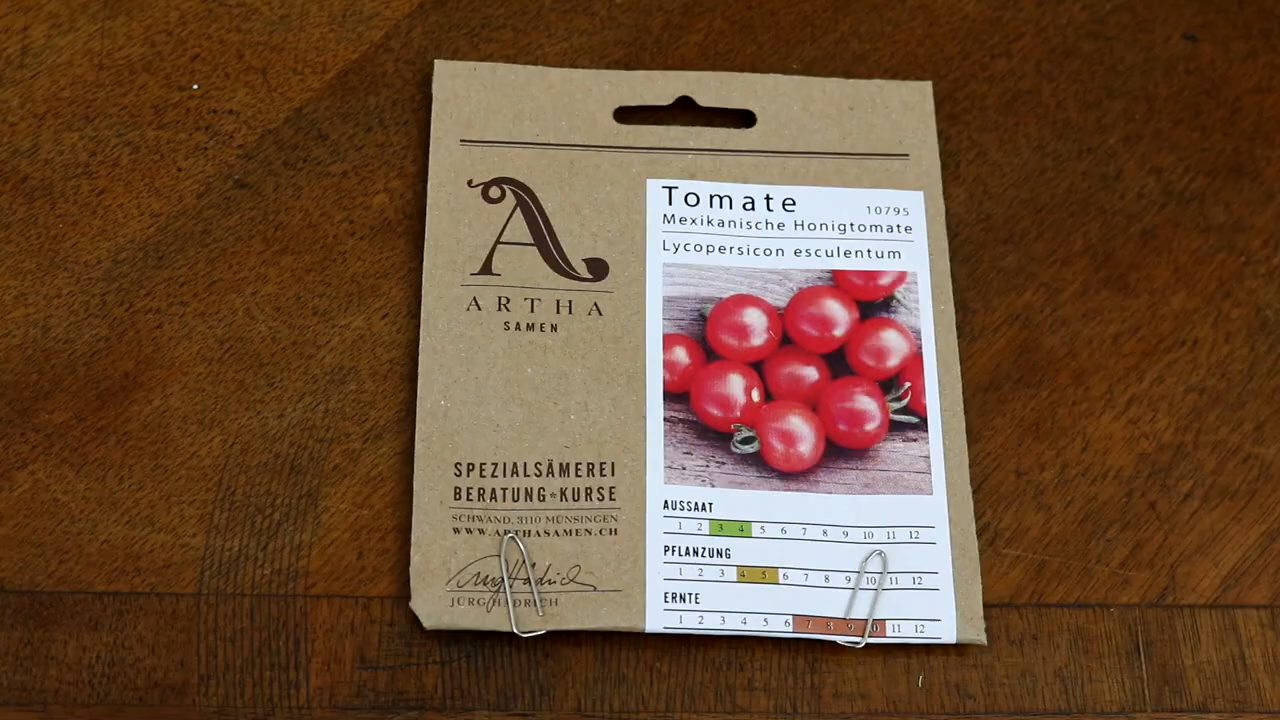 A
ARTHA
SAMEN
SPEZIALSÄMEREI
BERATUNG*KURSE
SCHWAND, 3110 MÜNSINGEN
WWW.ARTHASAMEN.CH
Jürg Hädrich
JÜRG HÄDRICH
Tomate
10795
Mexikanische Honigtomate
Lycopersicon esculentum
AUSSAAT
1 2 3 4 5 6 7 8 9 10 11 12
PFLANZUNG
1 2 3 4 5 6 7 8 9 10 11 12
ERNTE
1 2 3 4 5 6 7 8 9 10 11 12